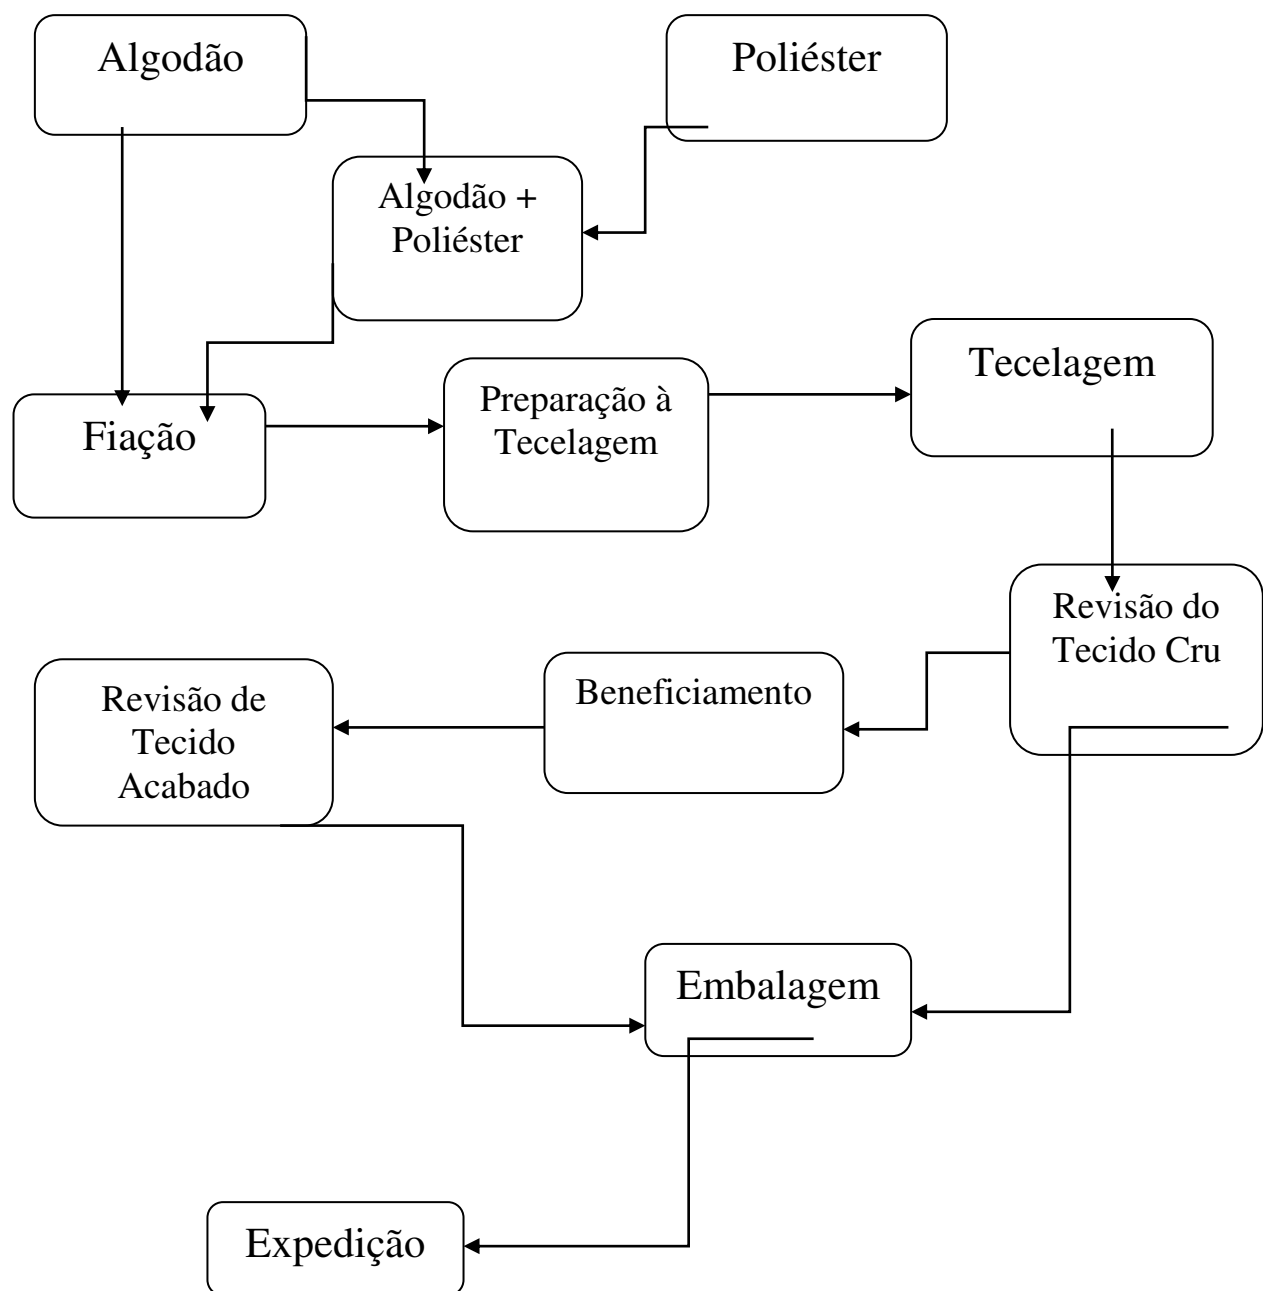 Algodão
Poliéster
Algodão +
Poliéster
Tecelagem
Preparação à
Tecelagem
Fiação
Revisão do
Tecido Cru
Beneficiamento
Revisão de
Tecido
Acabado
Embalagem
Expedição